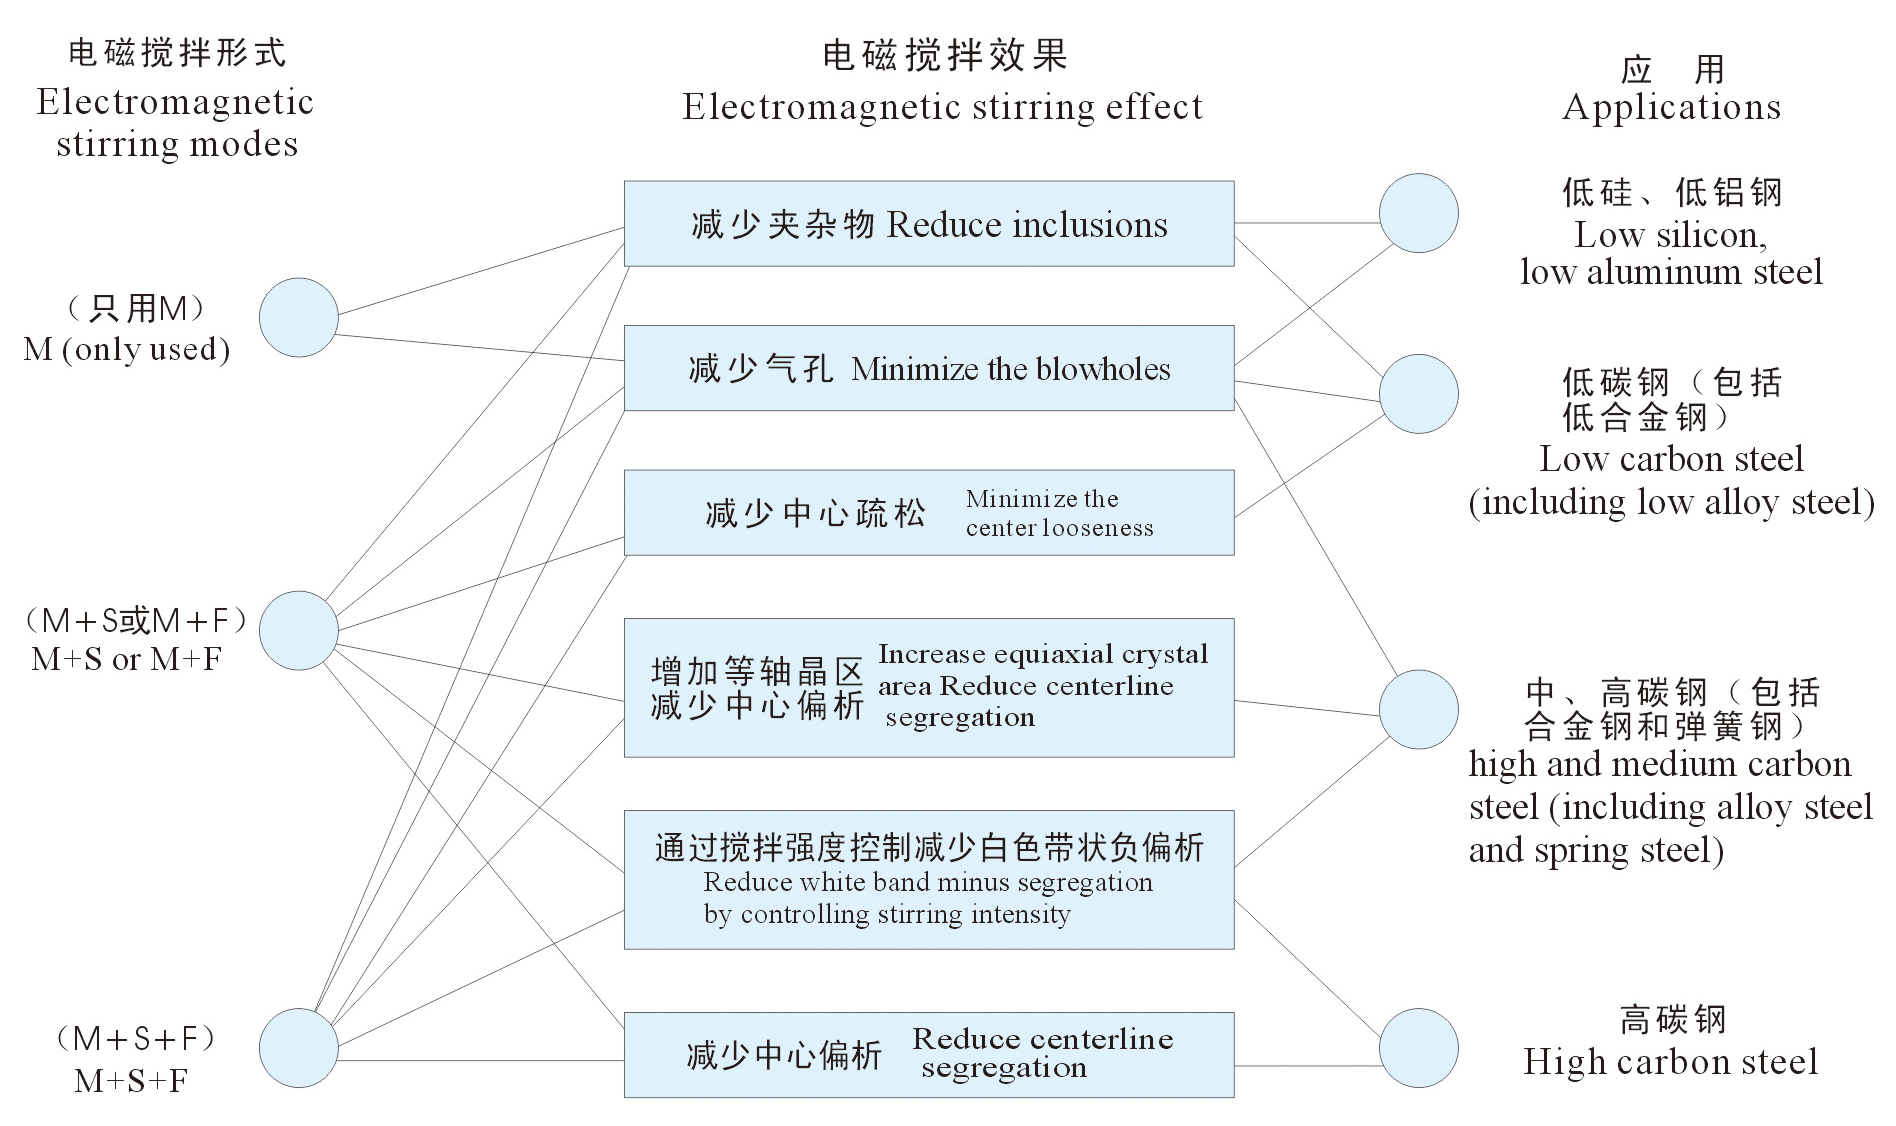 电磁搅拌形式
Electromagnetic
stirring modes
电磁搅拌效果
Electromagnetic stirring effect
应 用
Applications
（只用M）
M (only used)
（M+S或M+F）
M+S or M+F
（M+S+F）
M+S+F
减少夹杂物 Reduce inclusions
减少气孔 Minimize the blowholes
减少中心疏松
Minimize the
center looseness
增加等轴晶区
减少中心偏析
Increase equiaxial crystal
area Reduce centerline
segregation
通过搅拌强度控制减少白色带状负偏析
Reduce white band minus segregation
by controlling stirring intensity
减少中心偏析
Reduce centerline
segregation
低硅、低铝钢
Low silicon,
low aluminum steel
低碳钢（包括
低合金钢）
Low carbon steel
(including low alloy steel)
中、高碳钢（包括
合金钢和弹簧钢）
high and medium carbon
steel (including alloy steel
and spring steel)
高碳钢
High carbon steel